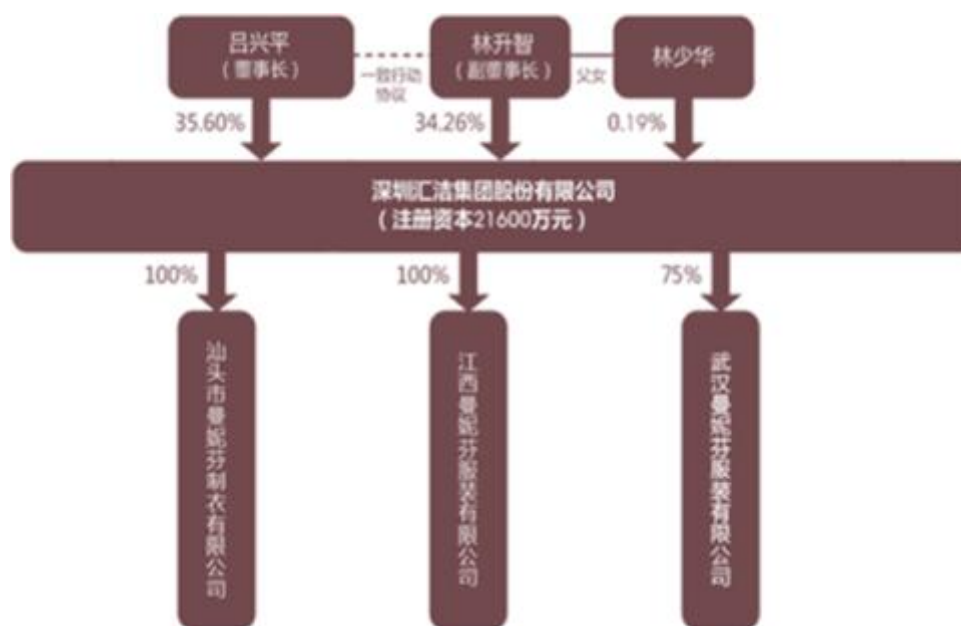 吕兴平
（董事长）
一致行动
协议
林升智
（副董事长）
父女
林少华
35.60%
34.26%
0.19%
深圳汇洁集团股份有限公司
（注册资本21600万元）
100%
100%
75%
汕头市曼妮芬制衣有限公司
江西曼妮芬服装有限公司
武汉曼妮芬服装有限公司